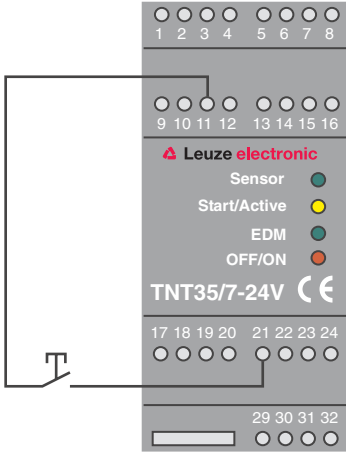 1 2 3 4 5 6 7 8
9 10 11 12 13 14 15 16
Leuze electronic
Sensor
Start/Active
EDM
OFF/ON
TNT35/7-24V CE
17 18 19 20 21 22 23 24
29 30 31 32